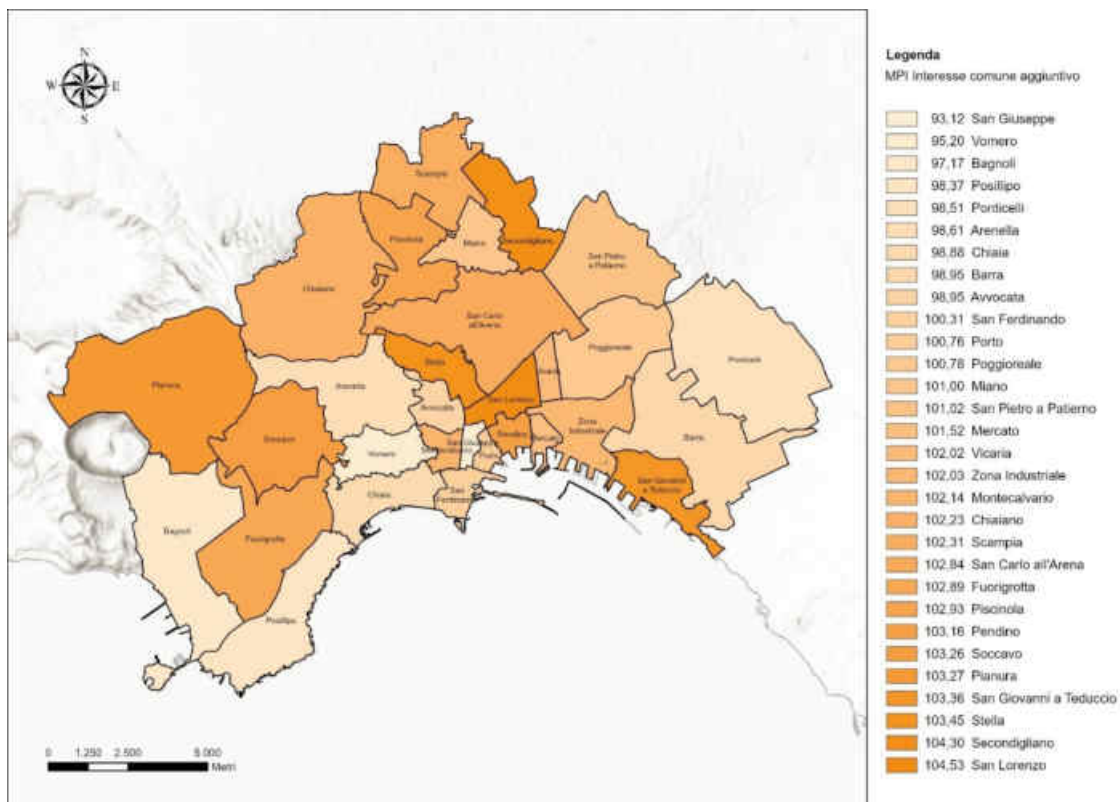 Legenda
MPI Interesse comune aggiuntivo
93,12 San Giuseppe
95,20 Vomero
97,17 Bagnoli
98,37 Posillipo
98,51 Ponticelli
98,61 Arenella
98,88 Chiaia
98,95 Barra
98,95 Avvocata
100,31 San Ferdinando
100,76 Porto
100,78 Poggioreale
101,00 Miano
101,02 San Pietro a Patierno
101,52 Mercato
102,02 Vicaria
102,03 Zona Industriale
102,14 Montecalvario
102,23 Chiaiano
102,31 Scampia
102,84 San Carlo all'Arena
102,89 Fuorigrotta
102,93 Piscinola
103,16 Pendino
103,26 Soccavo
103,27 Pianura
103,36 San Giovanni a Teduccio
103,45 Stella
104,30 Secondigliano
104,53 San Lorenzo
N
W E
S
Scampia
Secondigliano
Piscinola
Miano
San Pietro
a Patierno
Chiaiano
San Carlo
all'Arena
Poggioreale
Ponticelli
Stella
Pianura
Arenella
San Lorenzo
Vicaria
Avvocata
Soccavo
Zona
Industriale
Barra
Vomero
Chiaia
San
Ferdinando
San Giovanni
a Teduccio
Bagnoli
Fuorigrotta
Posillipo
0 1.250 2.500 5.000
Metri